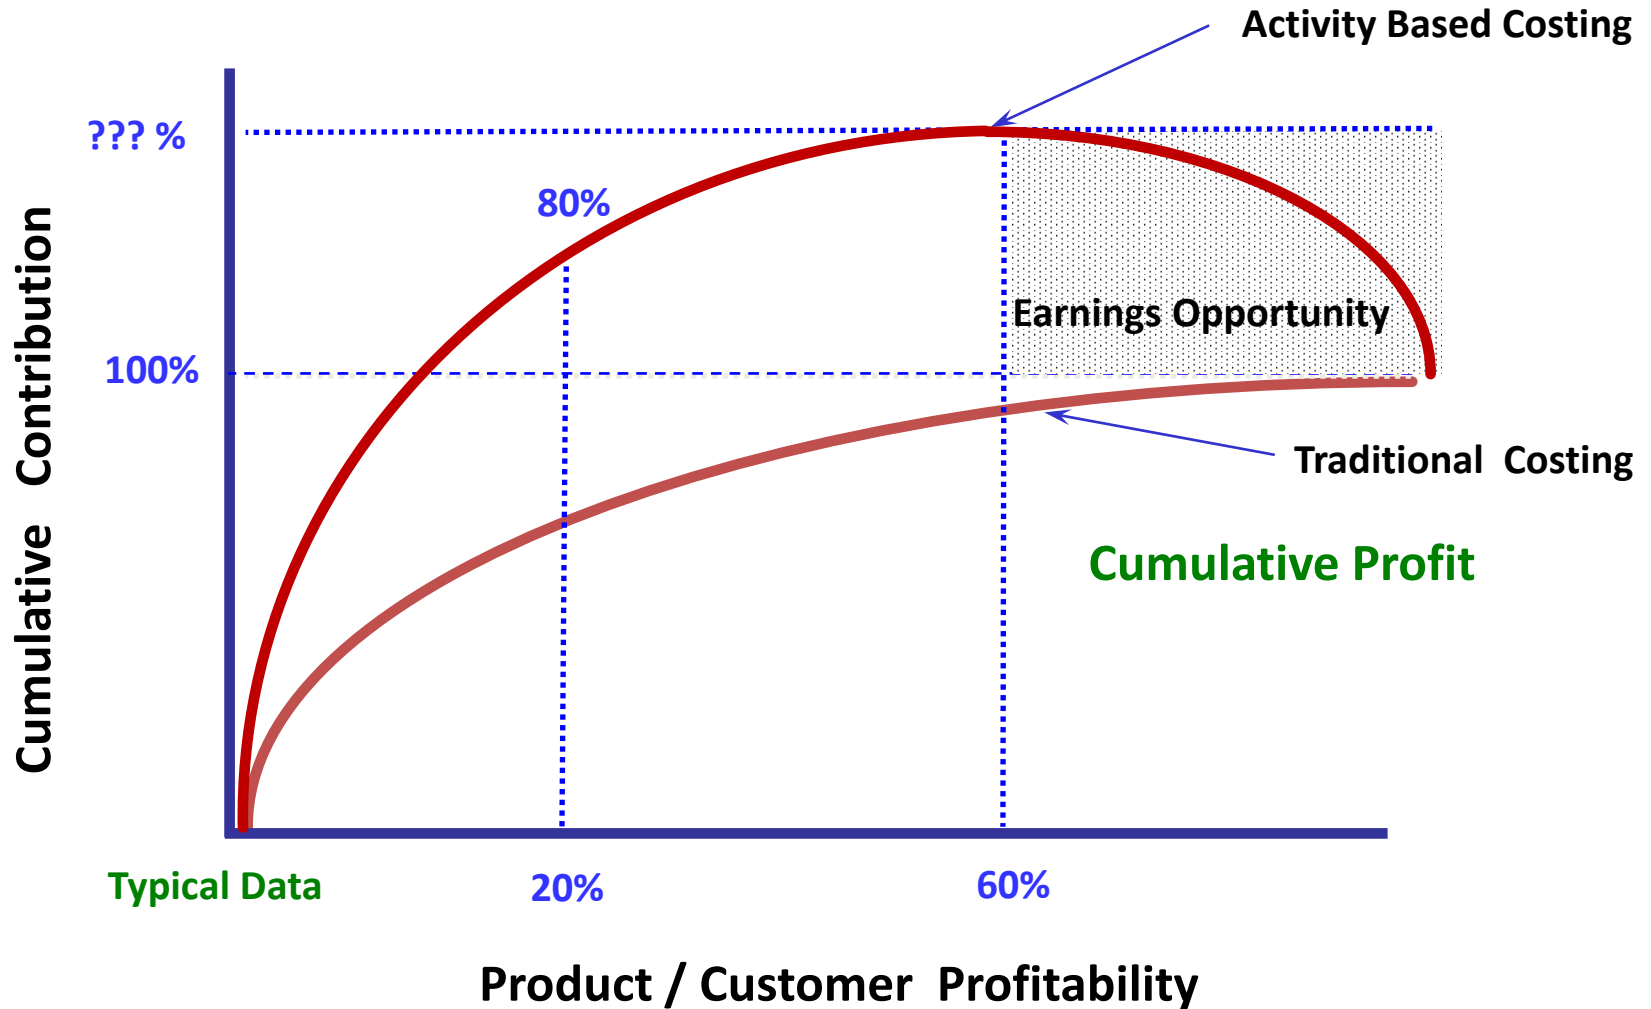 Activity Based Costing
??? %
80%
Cumulative Contribution
Earnings Opportunity
100%
Traditional Costing
Cumulative Profit
Typical Data
20%
60%
Product / Customer Profitability